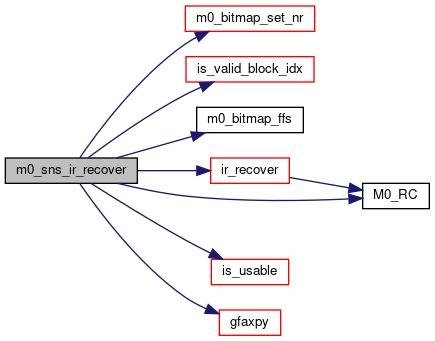 m0_bitmap_set_nr
is_valid_block_idx
m0_bitmap_ffs
m0_sns_ir_recover
ir_recover
M0_RC
is_usable
gfaxpy